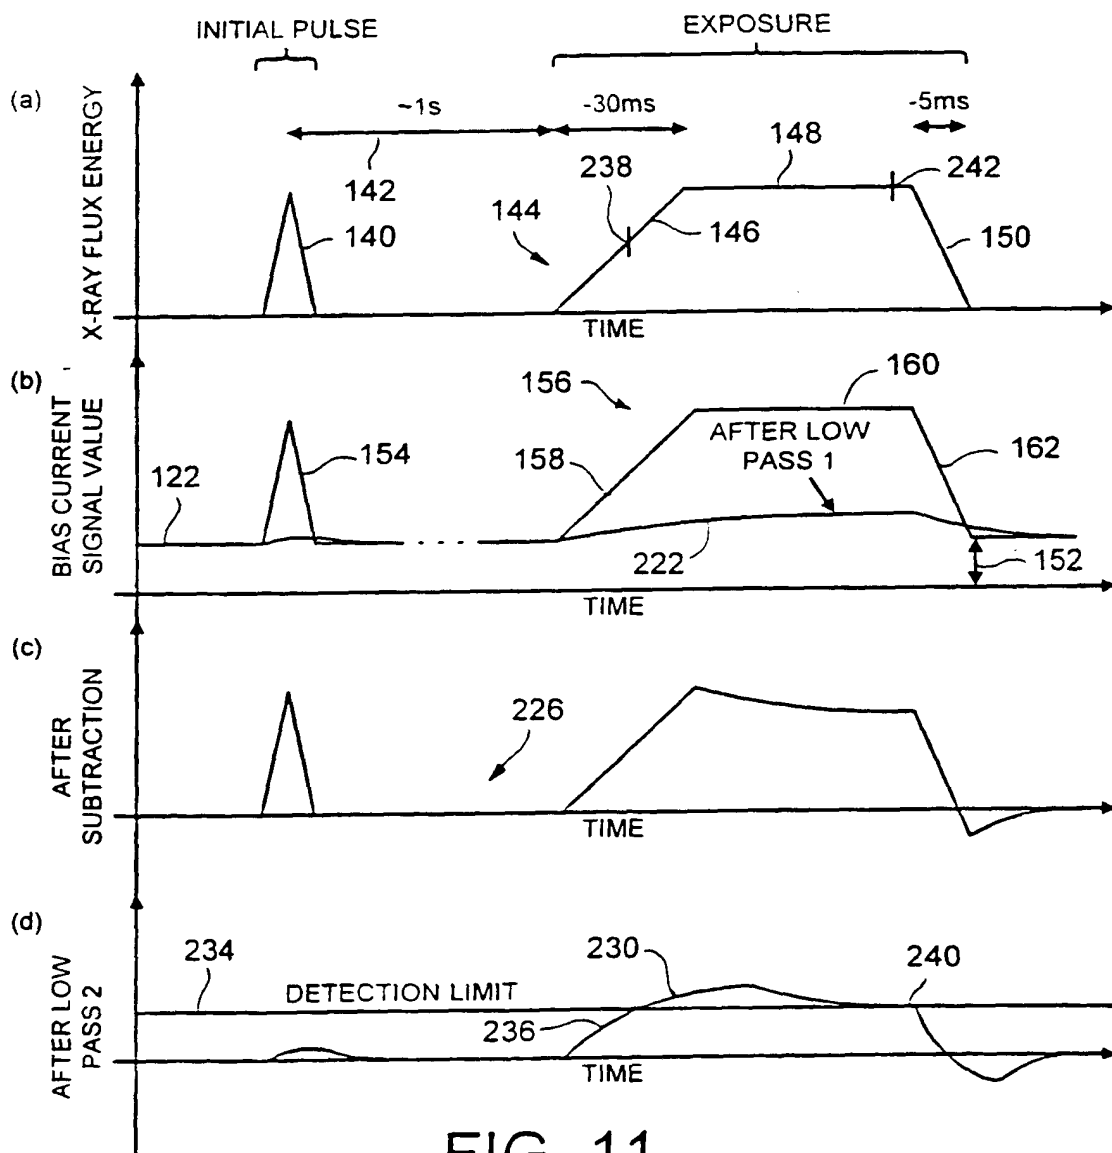 INITIAL PULSE
EXPOSURE
(a)
X-RAY FLUX ENERGY
~1s
-30ms
-5ms
142
140
144
238
146
148
242
150
TIME
(b)
BIAS CURRENT
SIGNAL VALUE
122
154
156
158
160
AFTER LOW
PASS 1
162
222
152
TIME
(c)
AFTER
SUBTRACTION
226
TIME
(d)
AFTER LOW
PASS 2
234
DETECTION LIMIT
230
236
240
TIME
FIG. 11